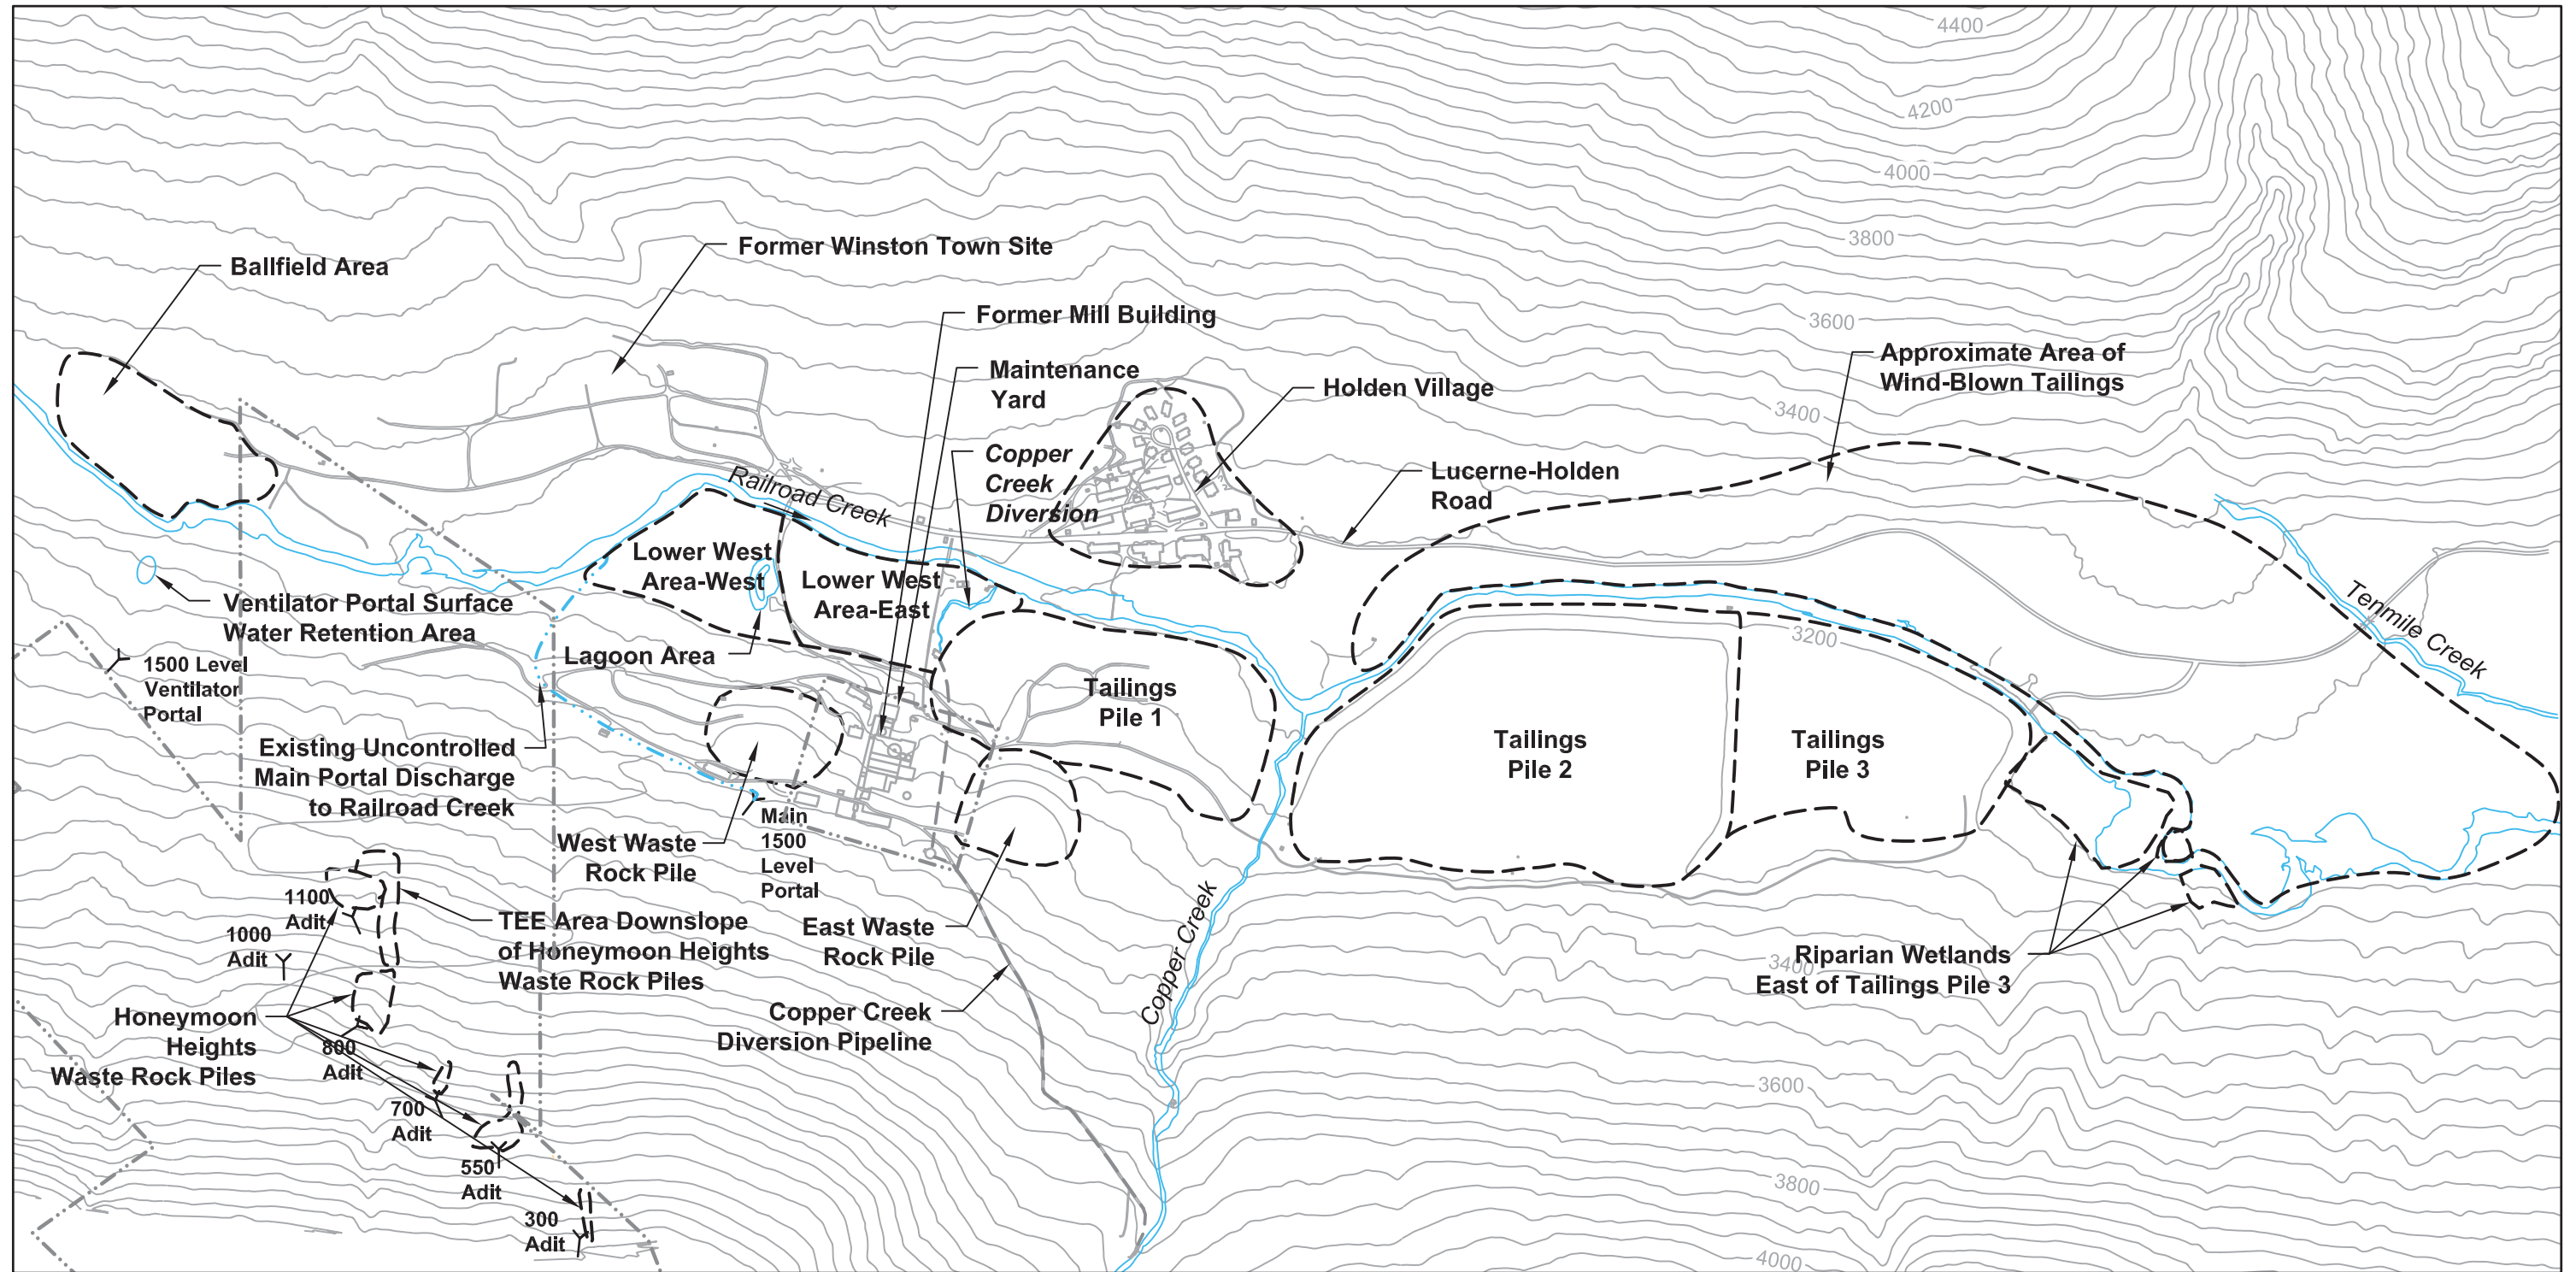 4400
4200
4000
3800
3600
3400
Former Winston Town Site
Ballfield Area
Former Mill Building
Maintenance
Yard
Holden Village
Approximate Area of
Wind-Blown Tailings
Copper
Creek
Diversion
Lucerne-Holden
Road
Railroad Creek
Lower West
Area-West
Lower West
Area-East
Ventilator Portal Surface
Water Retention Area
Tenmile Creek
3200
Lagoon Area
1500 Level
Ventilator
Portal
Tailings
Pile 1
Tailings
Pile 2
Tailings
Pile 3
Existing Uncontrolled
Main Portal Discharge
to Railroad Creek
West Waste
Rock Pile
Main
1500
Level
Portal
1100
Adit
1000
Adit
TEE Area Downslope
of Honeymoon Heights
Waste Rock Piles
East Waste
Rock Pile
Copper Creek
Riparian Wetlands
East of Tailings Pile 3
3400
Honeymoon
Heights
Waste Rock Piles
Copper Creek
Diversion Pipeline
800
Adit
700
Adit
550
Adit
300
Adit
3600
3800
4000